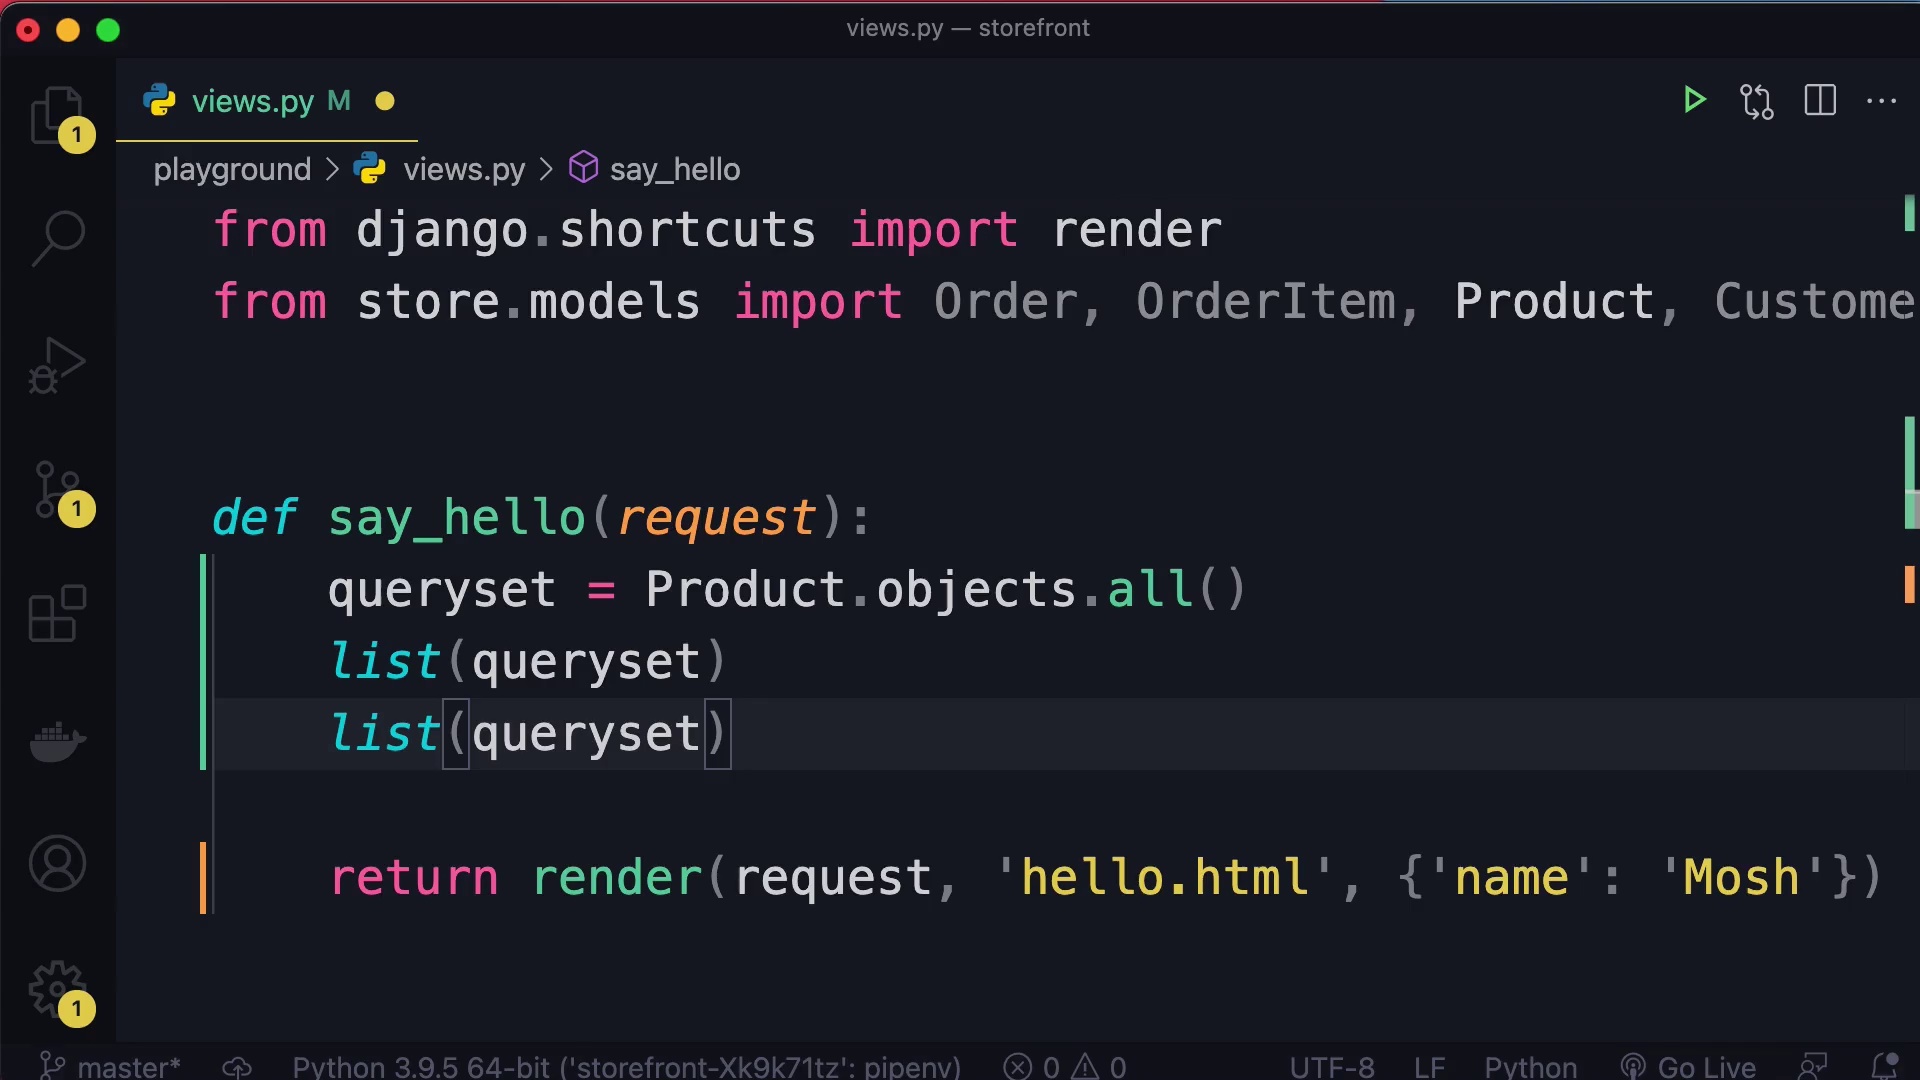 views.py — storefront
views.py M
playground > views.py > say_hello
from django.shortcuts import render
from store.models import Order, OrderItem, Product, Custome
def say_hello(request):
queryset = Product.objects.all()
list(queryset)
list(queryset)
return render(request, 'hello.html', {'name': 'Mosh'})
1
1
1
master* Python 3.9.5 64-bit ('storefront-Xk9k71tz': pipenv) 0 0 UTF-8 LF Python Go Live